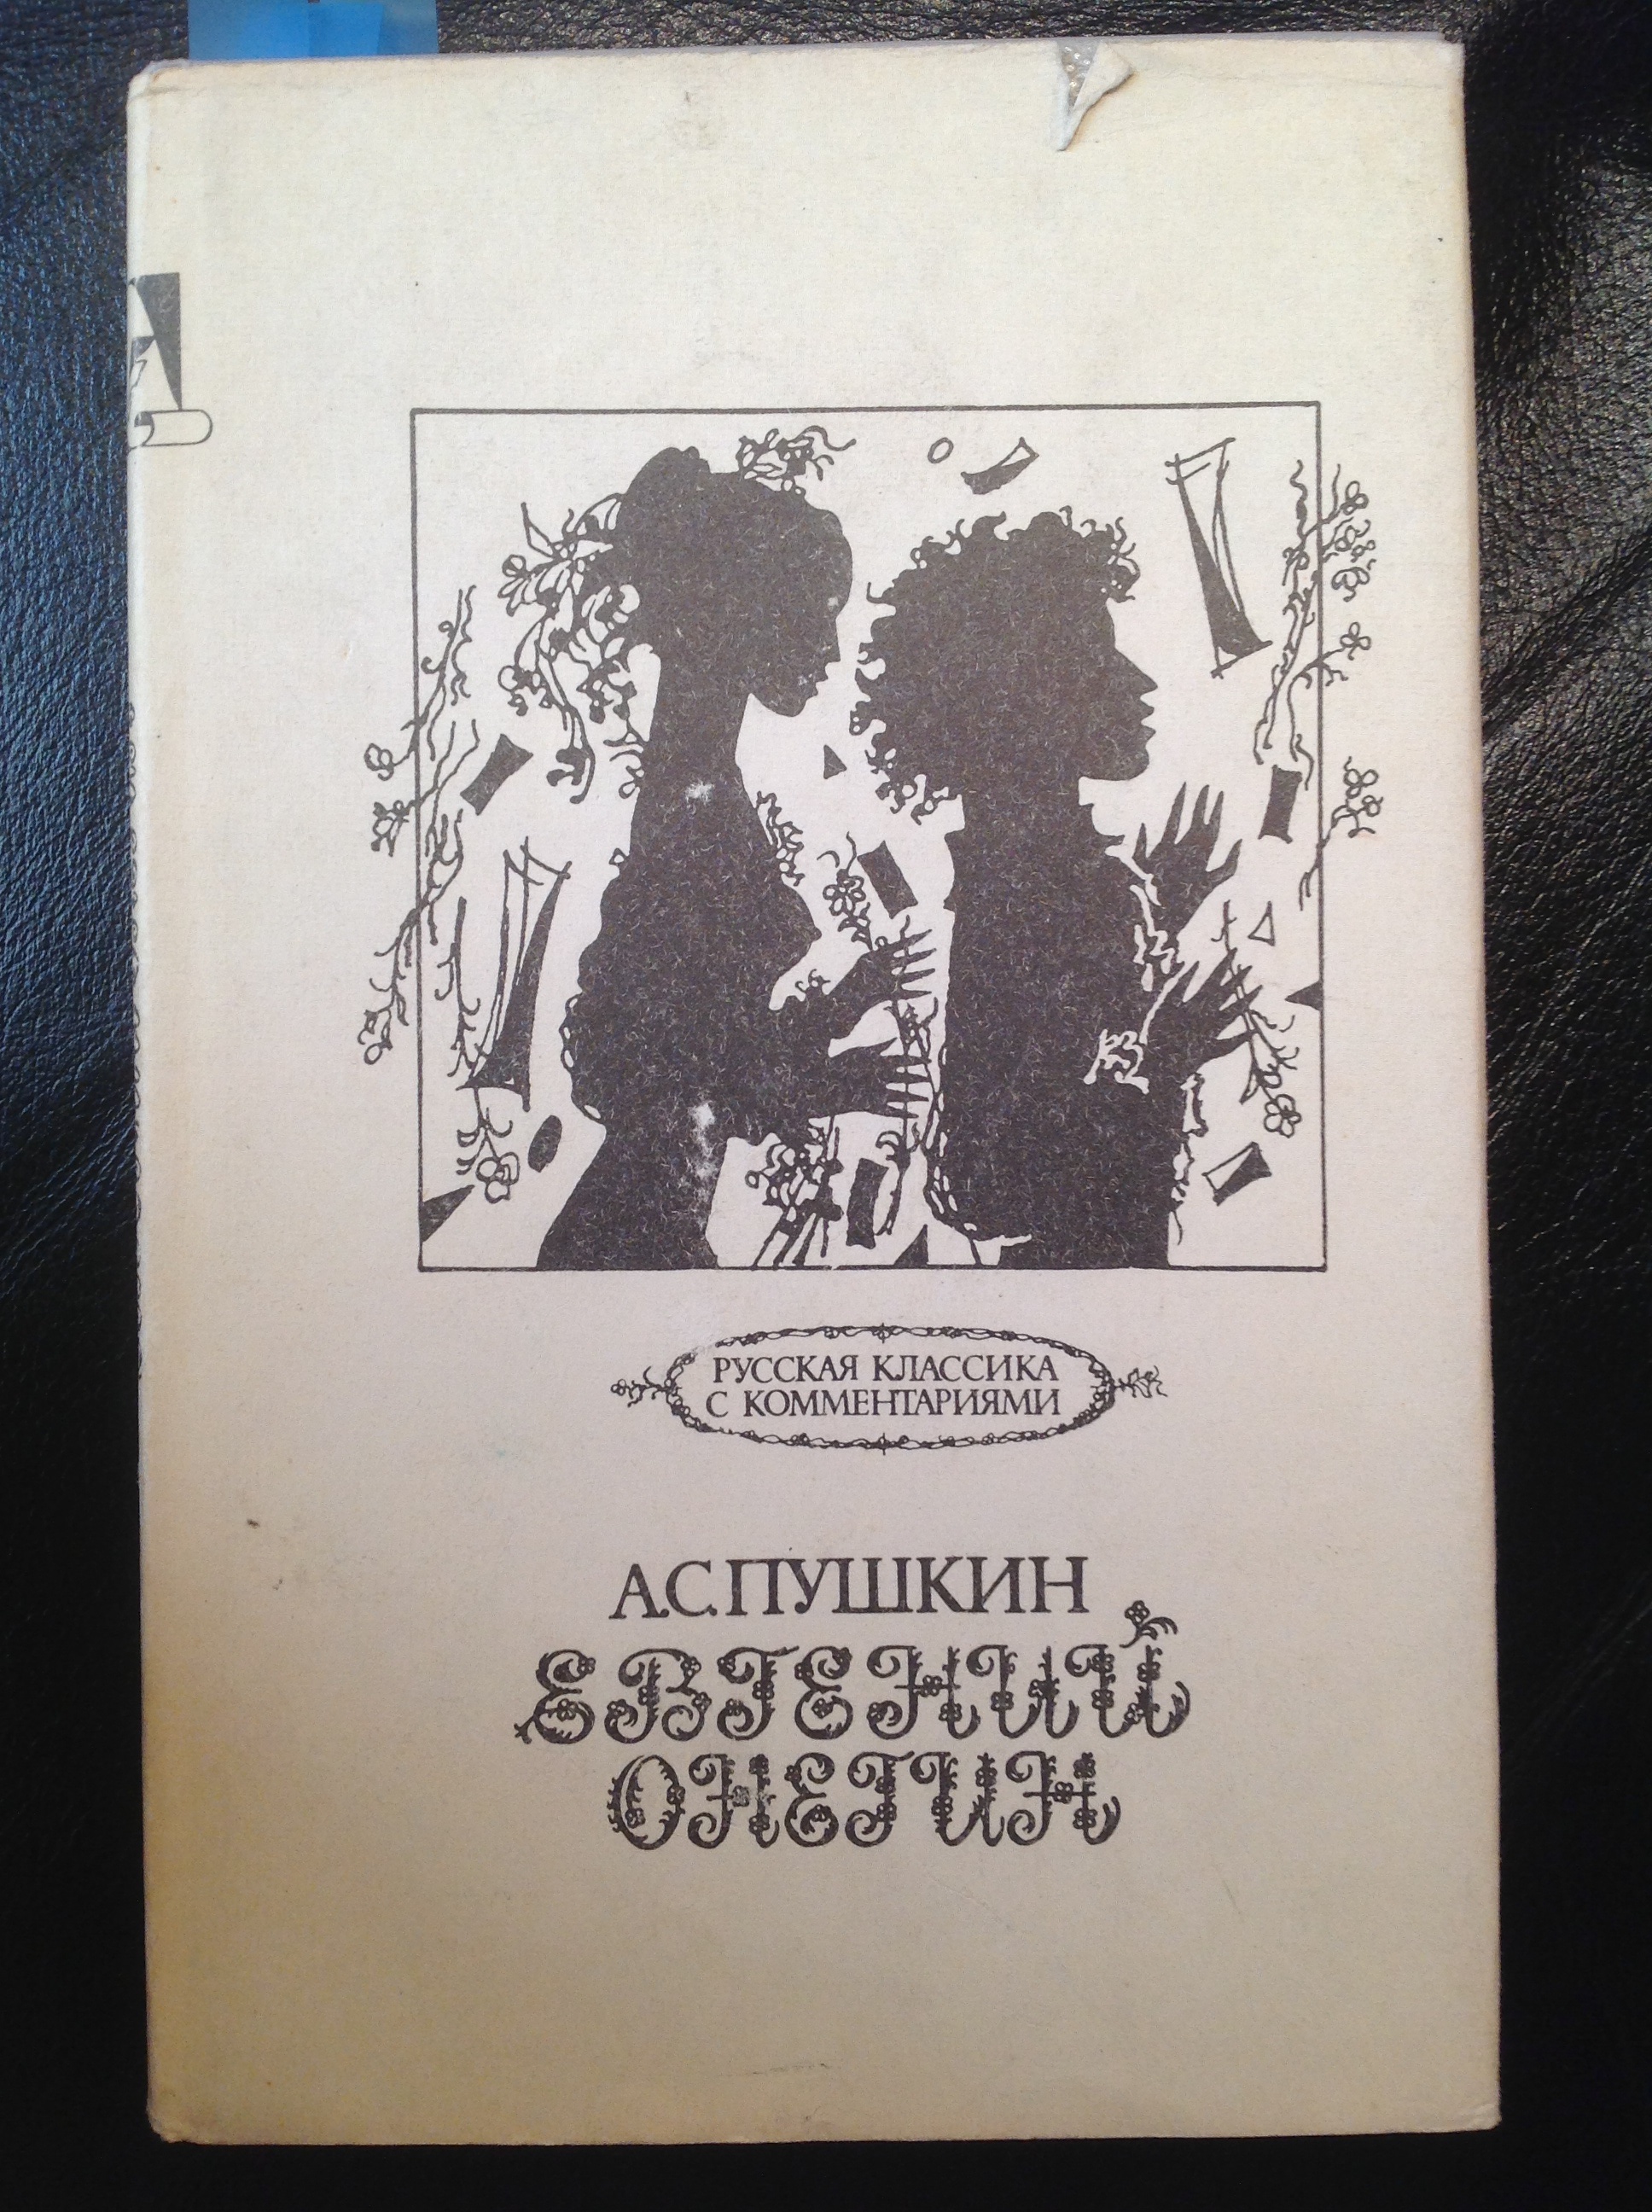 РУССКАЯ КЛАССИКА
С КОММЕНТАРИЯМИ
А.С.ПУШКИН
ЕВГЕНИЙ
ОНЕГИН